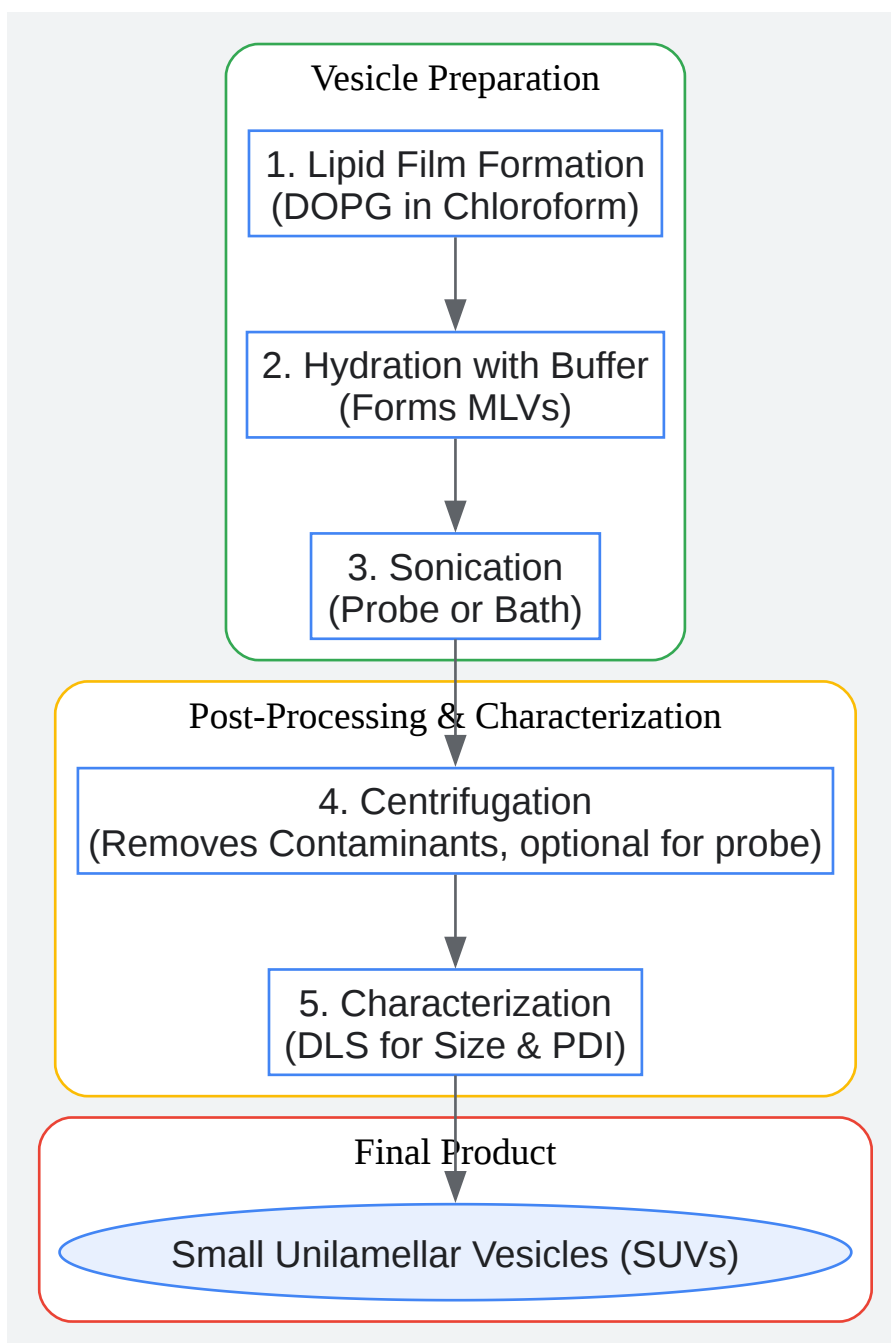 Vesicle Preparation
1. Lipid Film Formation
(DOPG in Chloroform)
2. Hydration with Buffer
(Forms MLVs)
3. Sonication
(Probe or Bath)
Post-Processing & Characterization
4. Centrifugation
(Removes Contaminants, optional for probe)
5. Characterization
(DLS for Size & PDI)
Final Product
Small Unilamellar Vesicles (SUVs)